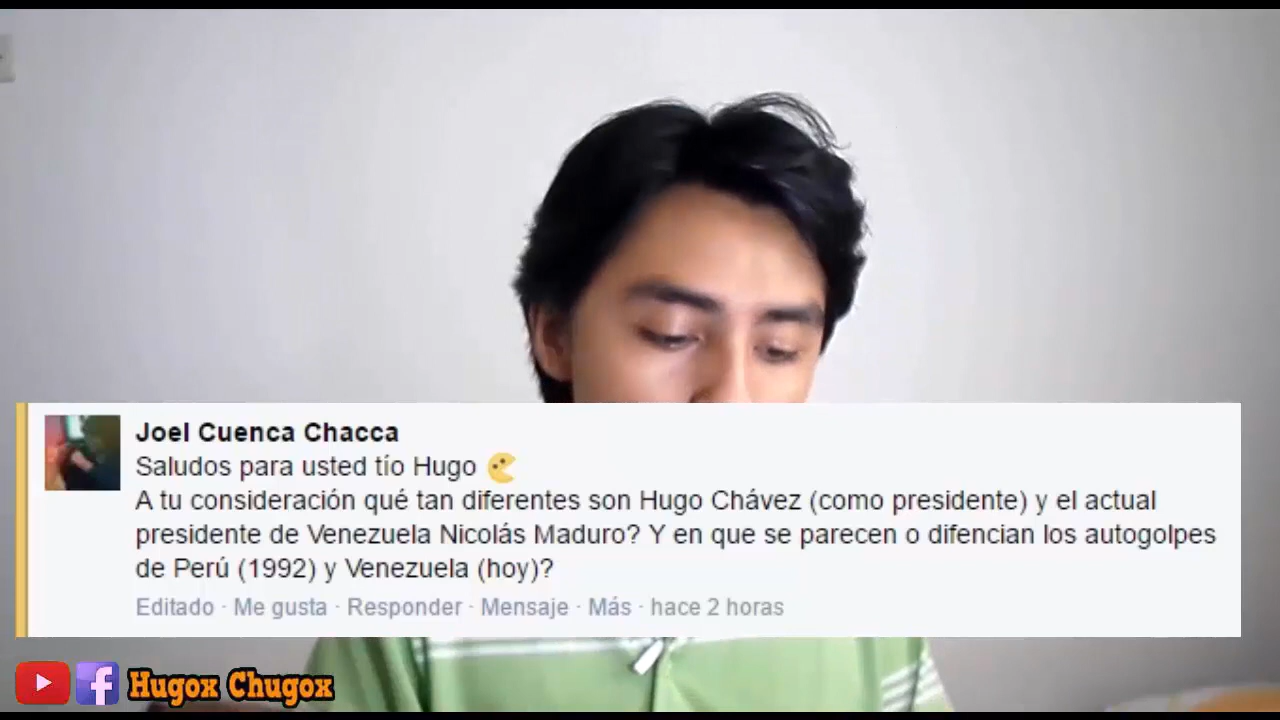 Joel Cuenca Chacca
Saludos para usted tío Hugo
A tu consideración qué tan diferentes son Hugo Chávez (como presidente) y el actual
presidente de Venezuela Nicolás Maduro? Y en que se parecen o difencian los autogolpes
de Perú (1992) y Venezuela (hoy)?
Editado · Me gusta · Responder · Mensaje · Más · hace 2 horas
Hugox Chugox